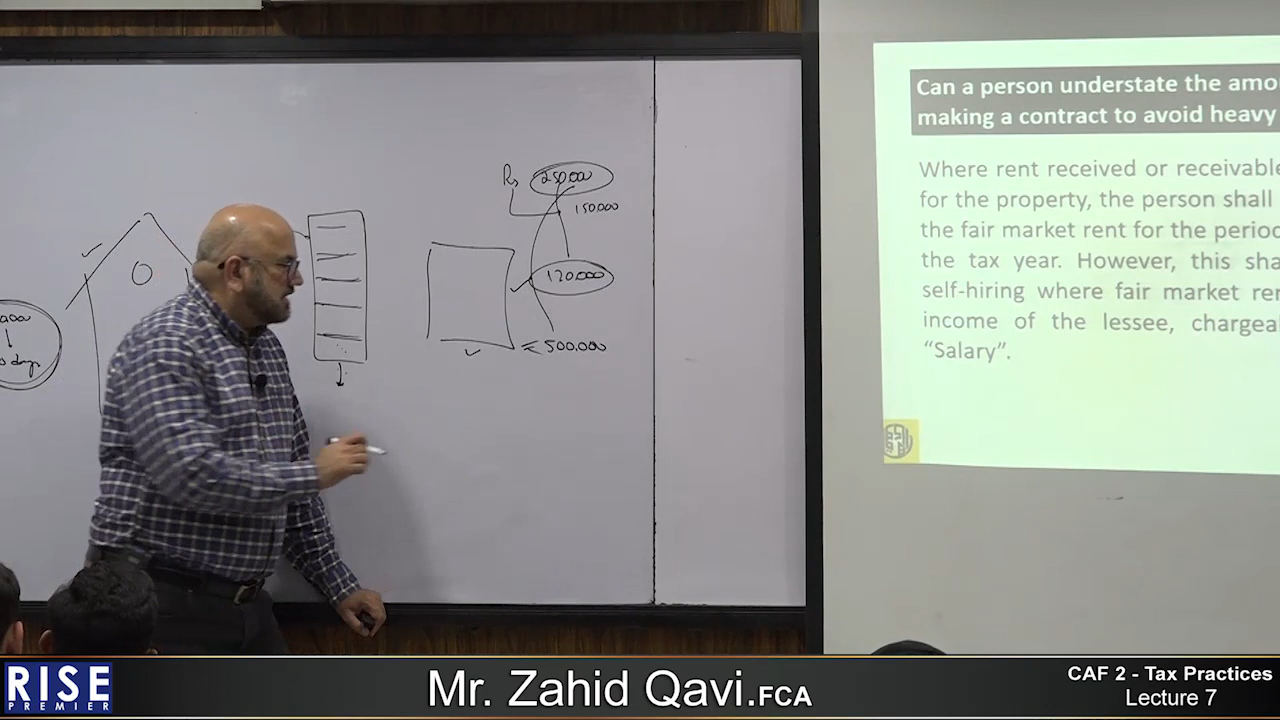 Rs 250,000
150,000
120,000
≤ 500,000
Can a person understate the amo
making a contract to avoid heavy
Where rent received or receivable
for the property, the person shall
the fair market rent for the period
the tax year. However, this sha
self-hiring where fair market ren
income of the lessee, chargeal
“Salary”.
RISE
PREMIER
Mr. Zahid Qavi.FCA
CAF 2 - Tax Practices
Lecture 7